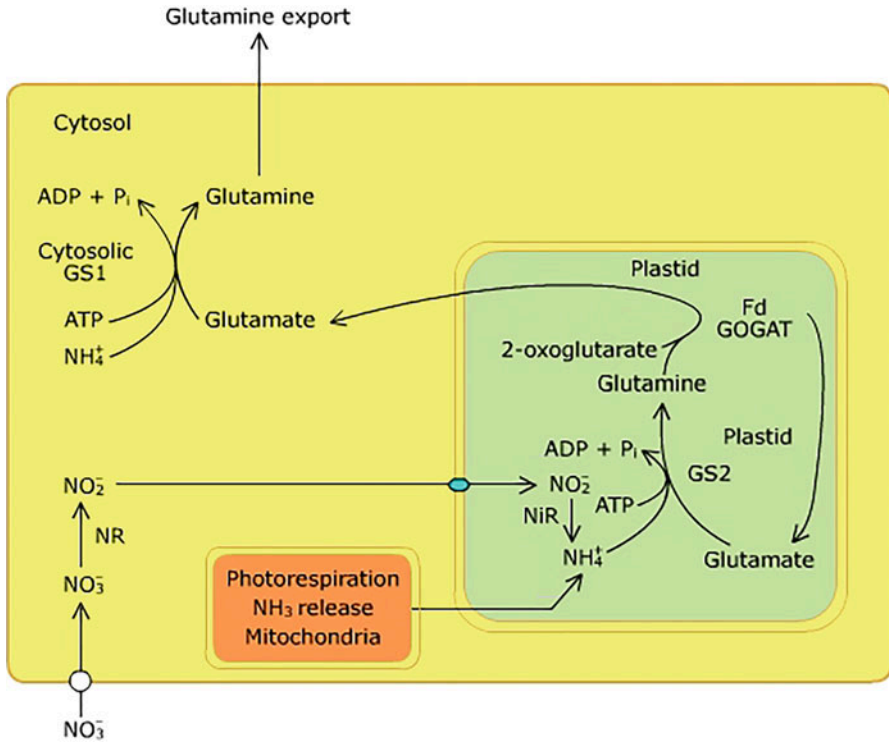 Glutamine export
Cytosol
ADP + Pᵢ
Glutamine
Cytosolic
GS1
ATP
Glutamate
NH₄⁺
Plastid
Fd
GOGAT
2-oxoglutarate
Glutamine
Plastid
ADP + Pᵢ
GS2
NO₂⁻
NO₂⁻
ATP
NR
NiR
NH₄⁺
Glutamate
NO₃⁻
Photorespiration
NH₃ release
Mitochondria
NO₃⁻